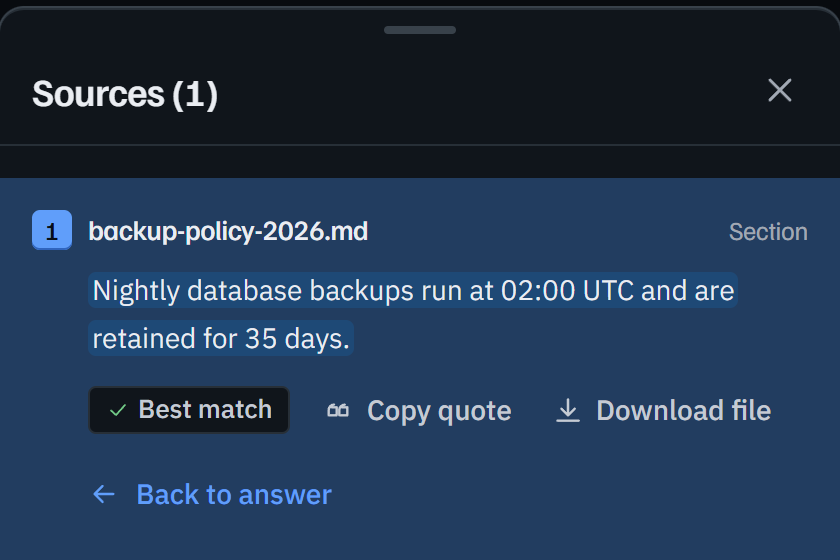 Sources (1)
1 backup-policy-2026.md Section
Nightly database backups run at 02:00 UTC and are
retained for 35 days.
Best match Copy quote Download file
Back to answer